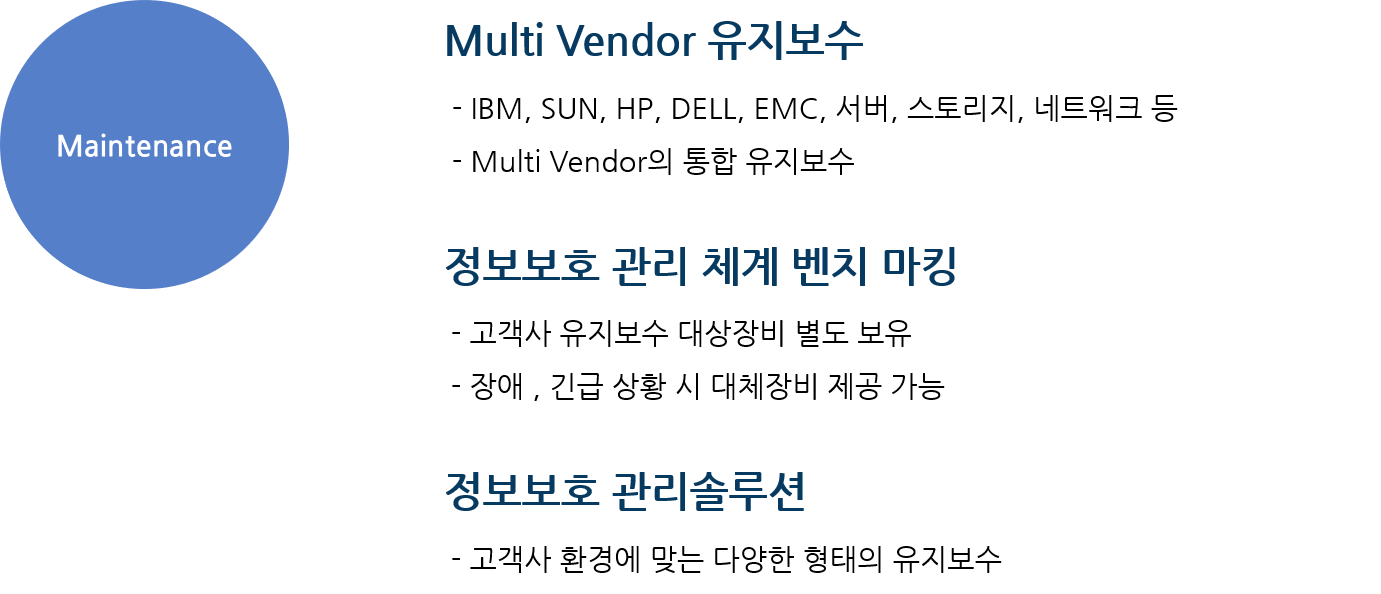 Maintenance
Multi Vendor 유지보수
- IBM, SUN, HP, DELL, EMC, 서버, 스토리지, 네트워크 등
- Multi Vendor의 통합 유지보수
정보보호 관리 체계 벤치 마킹
- 고객사 유지보수 대상장비 별도 보유
- 장애 , 긴급 상황 시 대체장비 제공 가능
정보보호 관리솔루션
- 고객사 환경에 맞는 다양한 형태의 유지보수